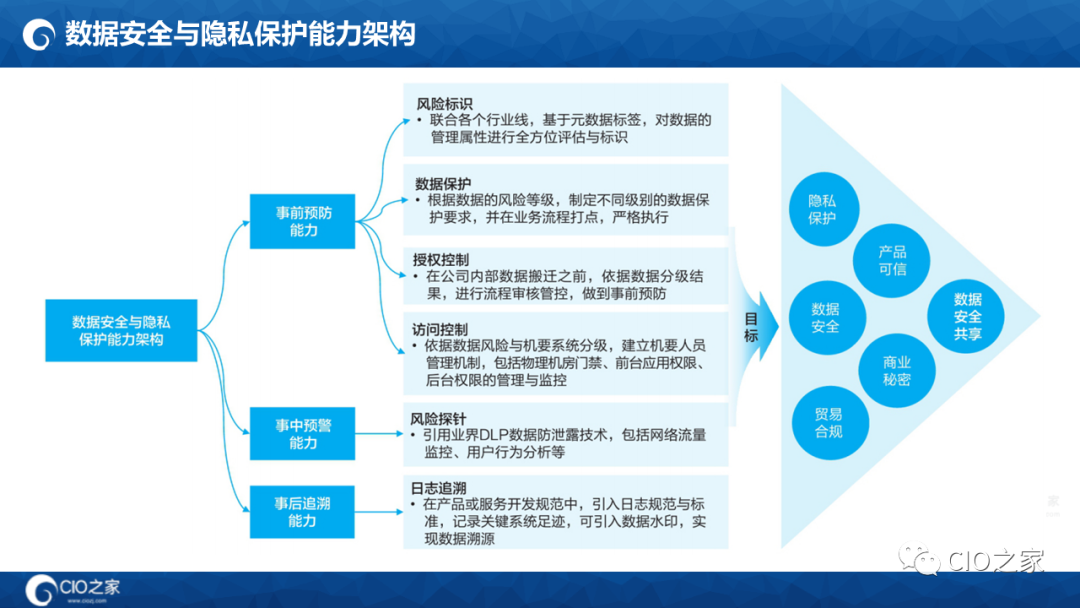 数据安全与隐私保护能力架构
数据安全与隐私
保护能力架构
事前预防
能力
事中预警
能力
事后追溯
能力
风险标识
• 联合各个行业线，基于元数据标签，对数据的
管理属性进行全方位评估与标识
数据保护
• 根据数据的风险等级，制定不同级别的数据保
护要求，并在业务流程打点，严格执行
授权控制
• 在公司内部数据搬迁之前，依据数据分级结
果，进行流程审核管控，做到事前预防
访问控制
• 依据数据风险与机要系统分级，建立机要人员
管理机制，包括物理机房门禁、前台应用权限、
后台权限的管理与监控
风险探针
• 引用业界DLP数据防泄露技术，包括网络流量
监控、用户行为分析等
日志追溯
• 在产品或服务开发规范中，引入日志规范与标
准，记录关键系统足迹，可引入数据水印，实
现数据溯源
目
标
隐私
保护
产品
可信
数据
安全
数据
安全
共享
商业
秘密
贸易
合规
CIO之家
CIO之家
www.ciozj.com